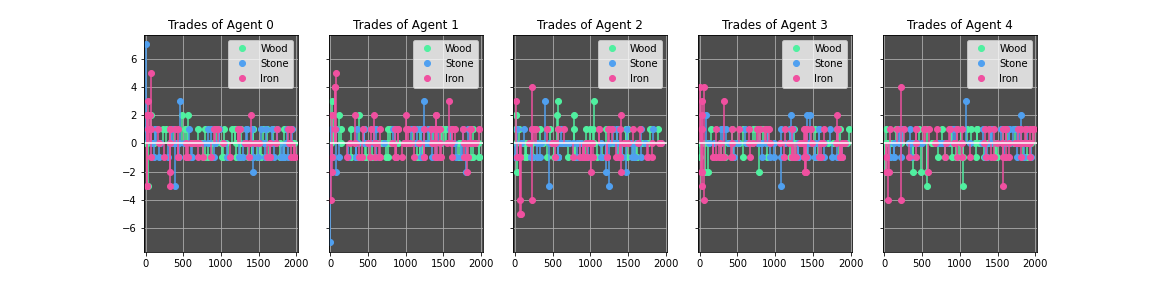 Trades of Agent 0
Trades of Agent 1
Trades of Agent 2
Trades of Agent 3
Trades of Agent 4
Wood
Stone
Iron
Wood
Stone
Iron
Wood
Stone
Iron
Wood
Stone
Iron
Wood
Stone
Iron
6
4
2
0
−2
−4
−6
0 500 1000 1500 2000
0 500 1000 1500 2000
0 500 1000 1500 2000
0 500 1000 1500 2000
0 500 1000 1500 2000